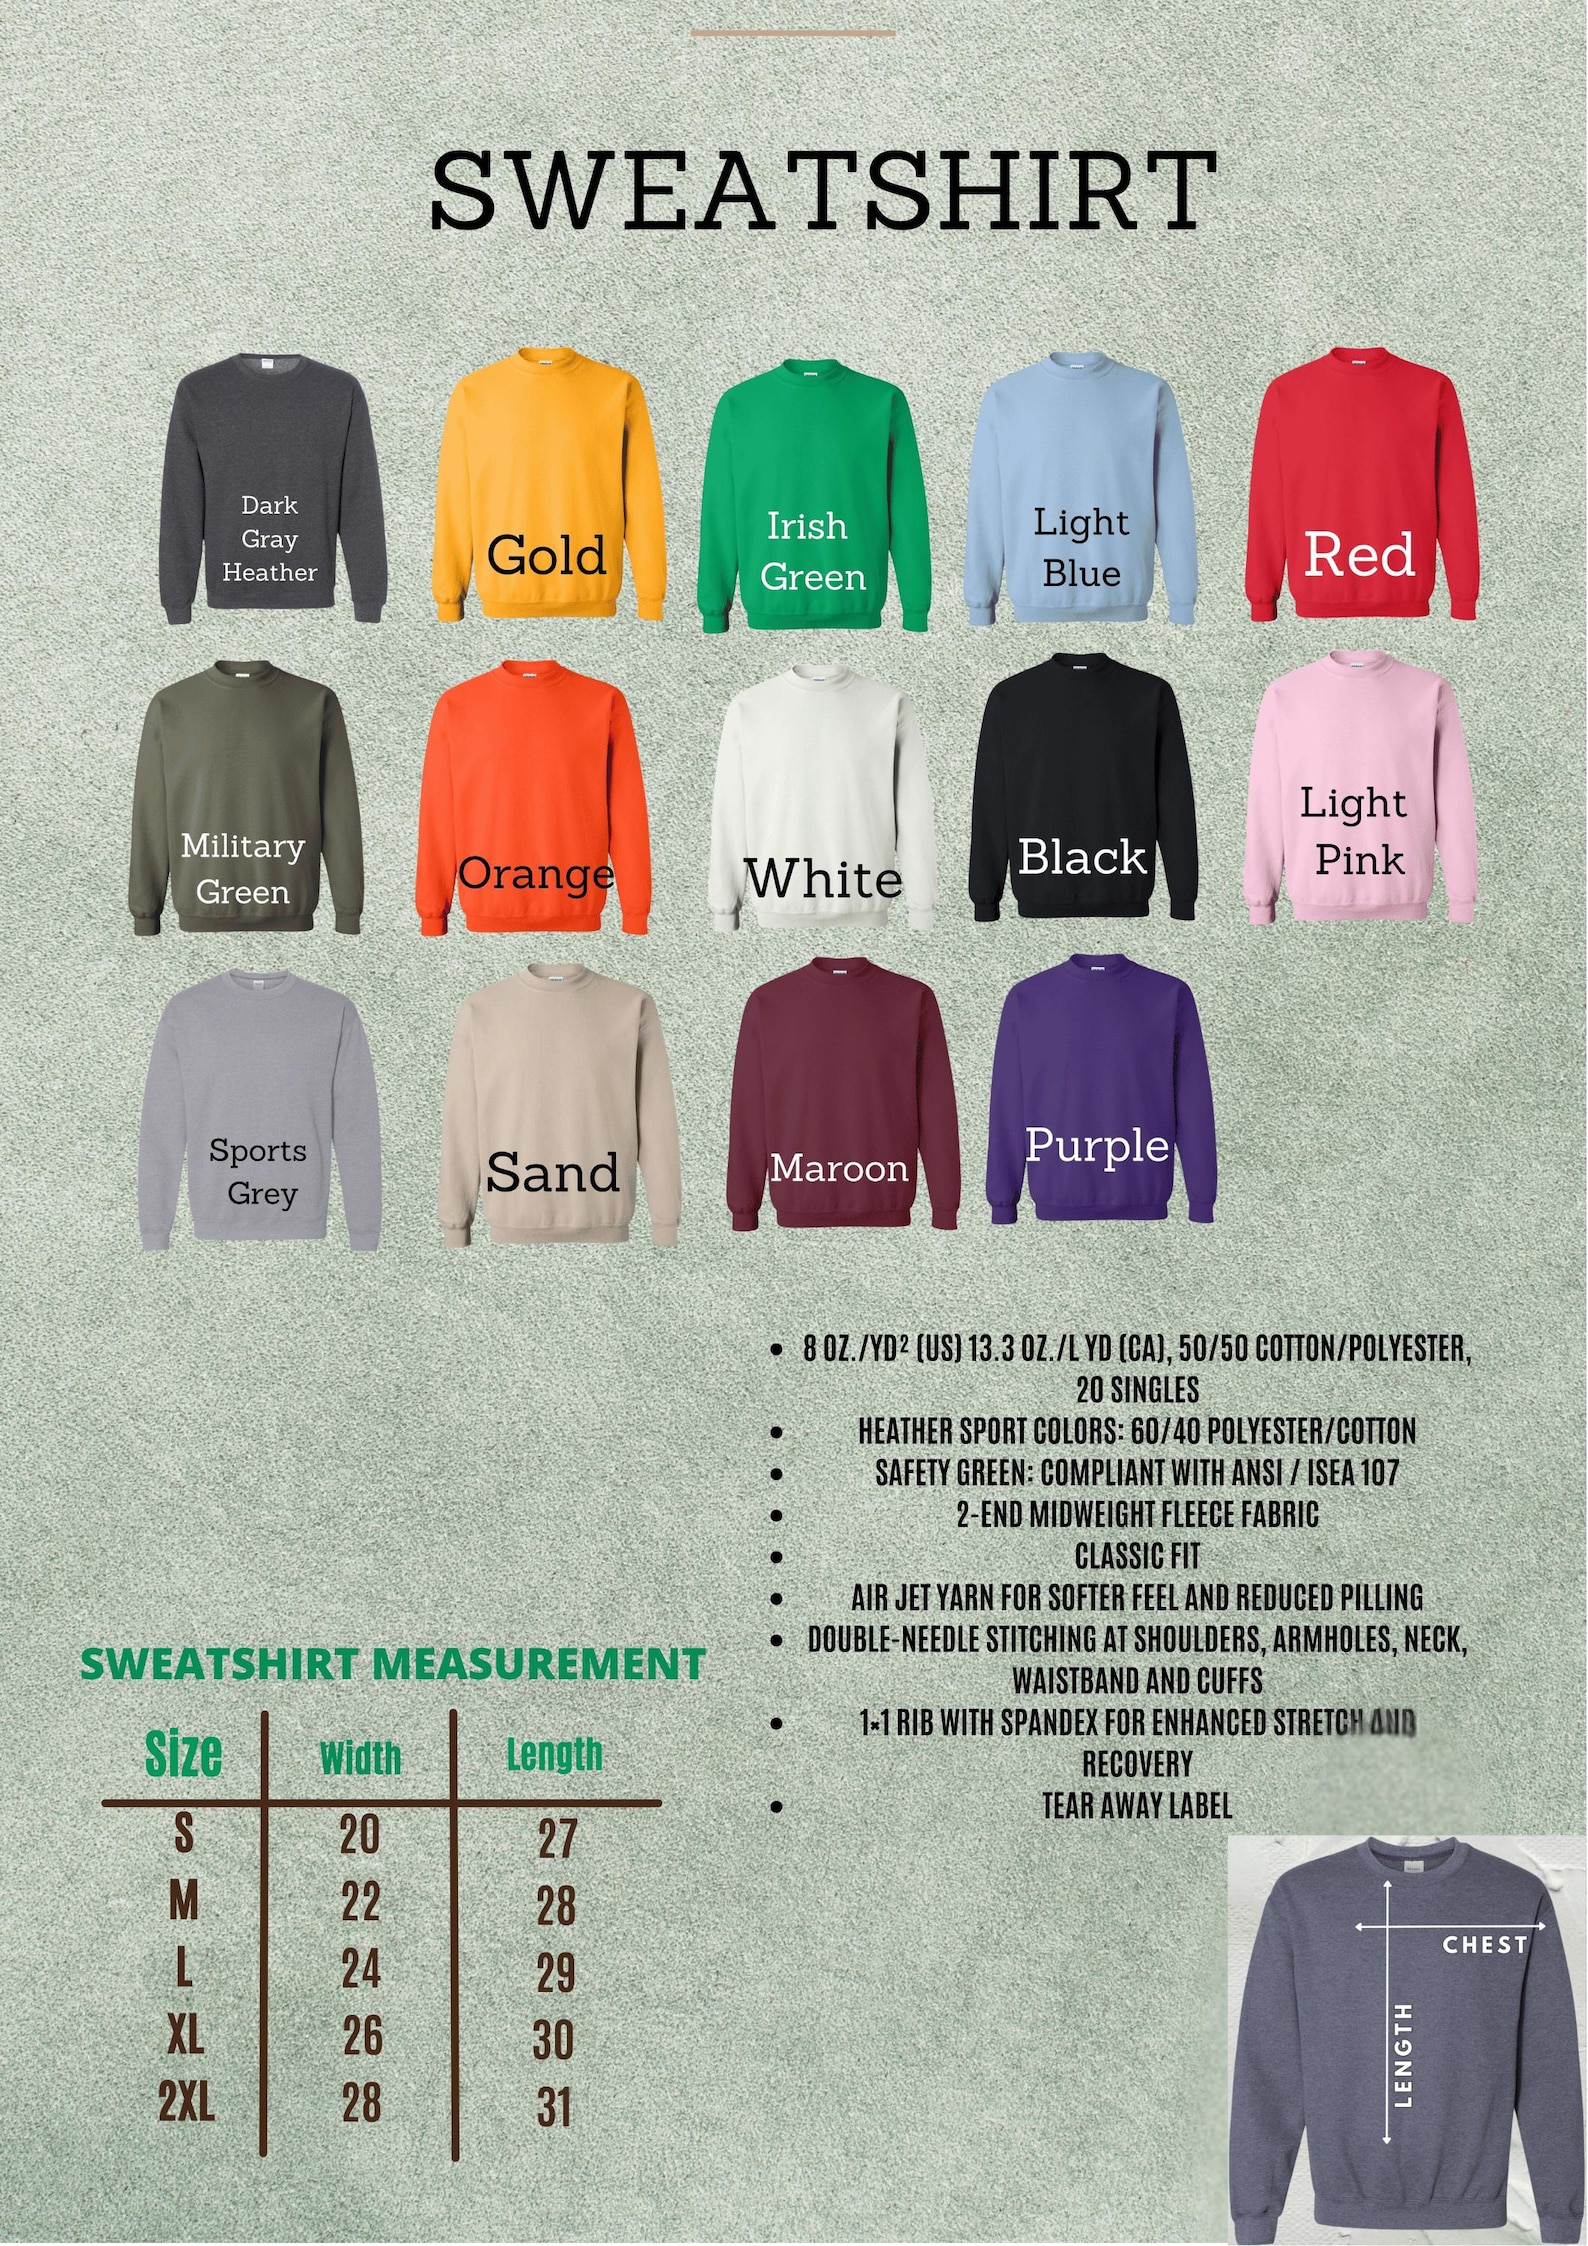 SWEATSHIRT
Dark
Gray
Heather
Gold
Irish
Green
Light
Blue
Red
Military
Green
Orange
White
Black
Light
Pink
Sports
Grey
Sand
Maroon
Purple
• 8 OZ./YD² (US) 13.3 OZ./L YD (CA), 50/50 COTTON/POLYESTER,
20 SINGLES
• HEATHER SPORT COLORS: 60/40 POLYESTER/COTTON
• SAFETY GREEN: COMPLIANT WITH ANSI / ISEA 107
• 2-END MIDWEIGHT FLEECE FABRIC
• CLASSIC FIT
• AIR JET YARN FOR SOFTER FEEL AND REDUCED PILLING
• DOUBLE-NEEDLE STITCHING AT SHOULDERS, ARMHOLES, NECK,
WAISTBAND AND CUFFS
• 1×1 RIB WITH SPANDEX FOR ENHANCED STRETCH AND
RECOVERY
• TEAR AWAY LABEL
SWEATSHIRT MEASUREMENT
Size Width Length
S 20 27
M 22 28
L 24 29
XL 26 30
2XL 28 31
CHEST
LENGTH